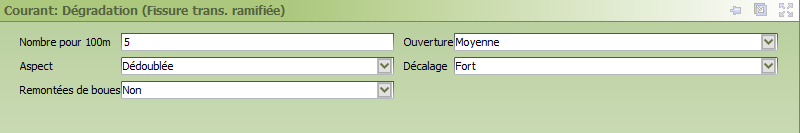 Courant: Dégradation (Fissure trans. ramifiée)
Nombre pour 100m 5 Ouverture Moyenne
Aspect Dédoublée Décalage Fort
Remontées de boues Non